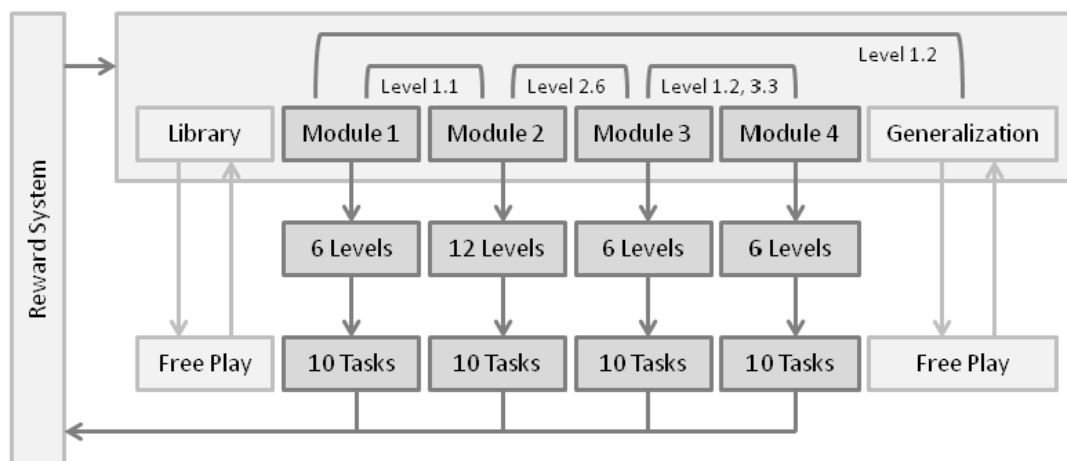 Reward System
Level 1.2
Level 1.1
Level 2.6
Level 1.2, 3.3
Library
Module 1
Module 2
Module 3
Module 4
Generalization
6 Levels
12 Levels
6 Levels
6 Levels
Free Play
10 Tasks
10 Tasks
10 Tasks
10 Tasks
Free Play